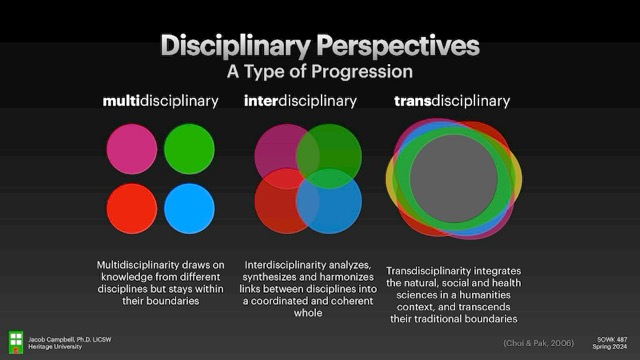 Disciplinary Perspectives
A Type of Progression
multidisciplinary
interdisciplinary
transdisciplinary
Multidisciplinarity draws on
knowledge from different
disciplines but stays within
their boundaries
Interdisciplinarity analyzes,
synthesizes and harmonizes
links between disciplines into
a coordinated and coherent
whole
Transdisciplinarity integrates
the natural, social and health
sciences in a humanities
context, and transcends
their traditional boundaries
(Choi & Pak, 2006)
Jacob Campbell, Ph.D. LICSW
Heritage University
SOWK 487
Spring 2024